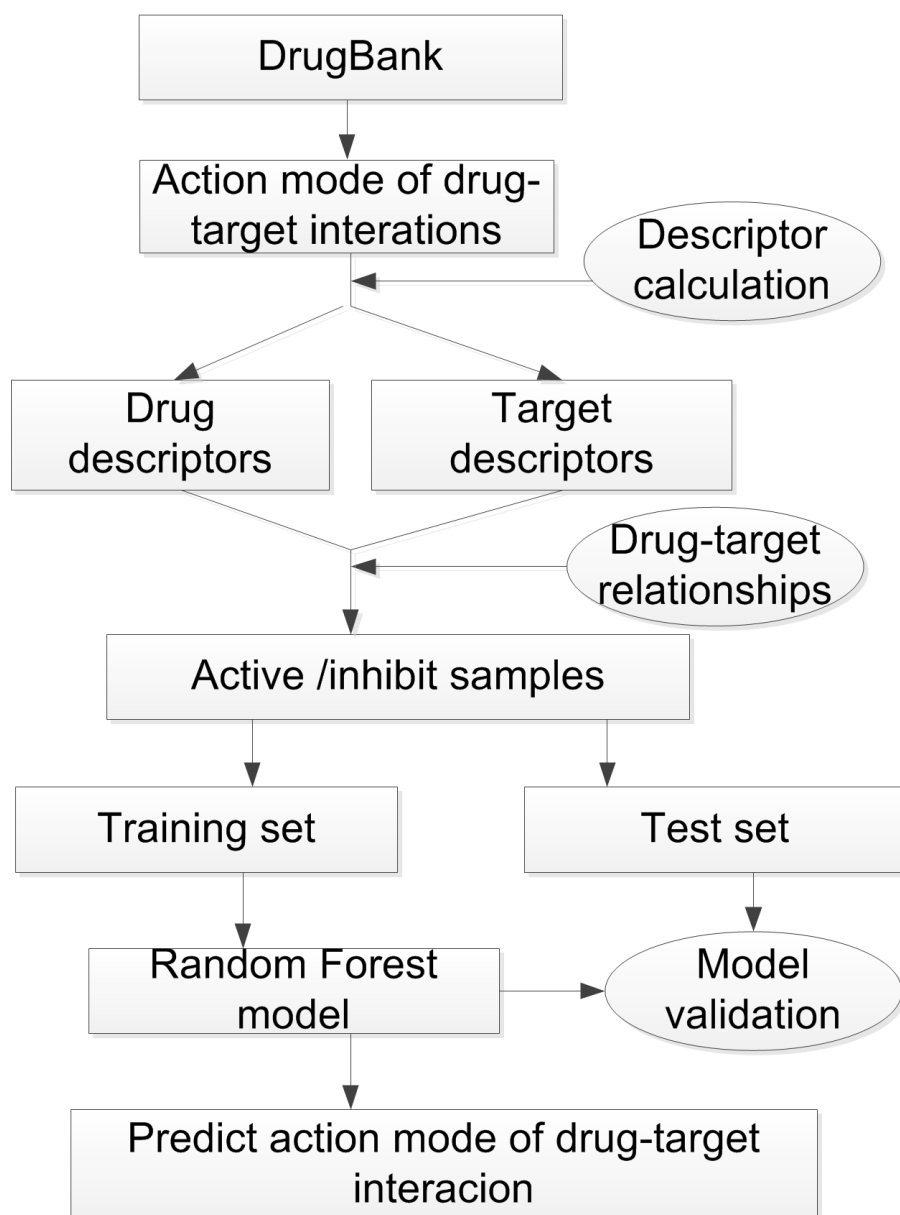 DrugBank
Action mode of drug-
target interations
Descriptor
calculation
Drug
descriptors
Target
descriptors
Drug-target
relationships
Active /inhibit samples
Training set
Test set
Random Forest
model
Model
validation
Predict action mode of drug-target
interacion